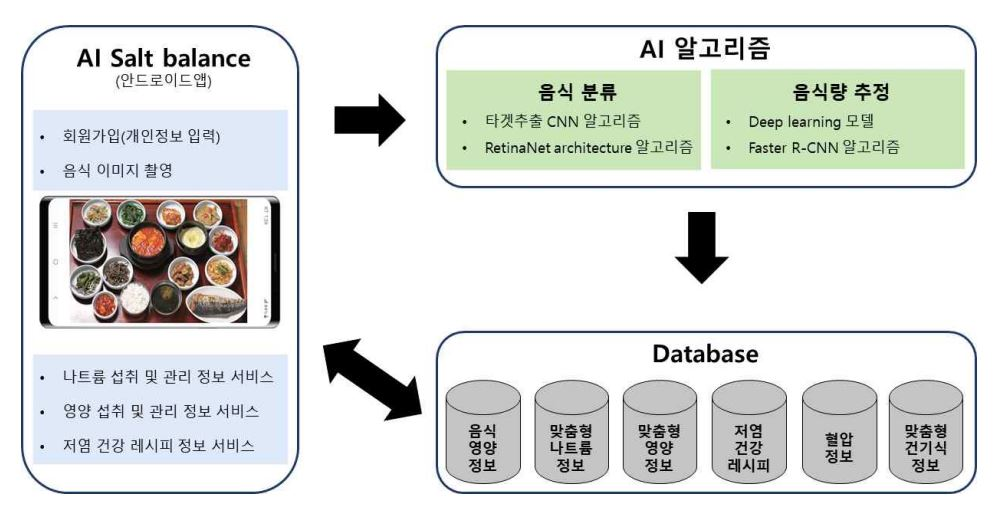 AI Salt balance
(안드로이드앱)
• 회원가입(개인정보 입력)
• 음식 이미지 촬영
• 나트륨 섭취 및 관리 정보 서비스
• 영양 섭취 및 관리 정보 서비스
• 저염 건강 레시피 정보 서비스
AI 알고리즘
음식 분류
• 타겟추출 CNN 알고리즘
• RetinaNet architecture 알고리즘
음식량 추정
• Deep learning 모델
• Faster R-CNN 알고리즘
Database
음식
영양
정보
맞춤형
나트륨
정보
맞춤형
영양
정보
저염
건강
레시피
혈압
정보
맞춤형
건기식
정보